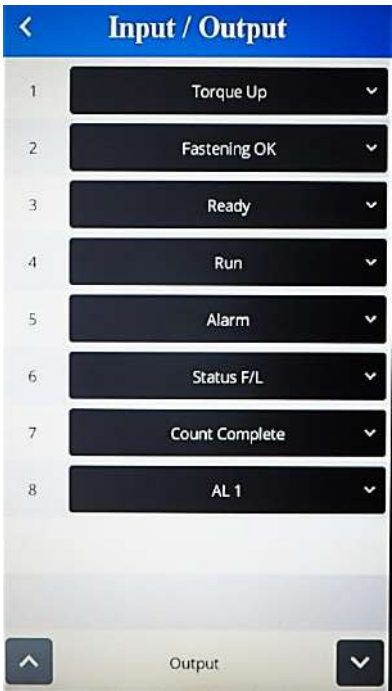 Input / Output
1 Torque Up
2 Fastening OK
3 Ready
4 Run
5 Alarm
6 Status F/L
7 Count Complete
8 AL 1
Output